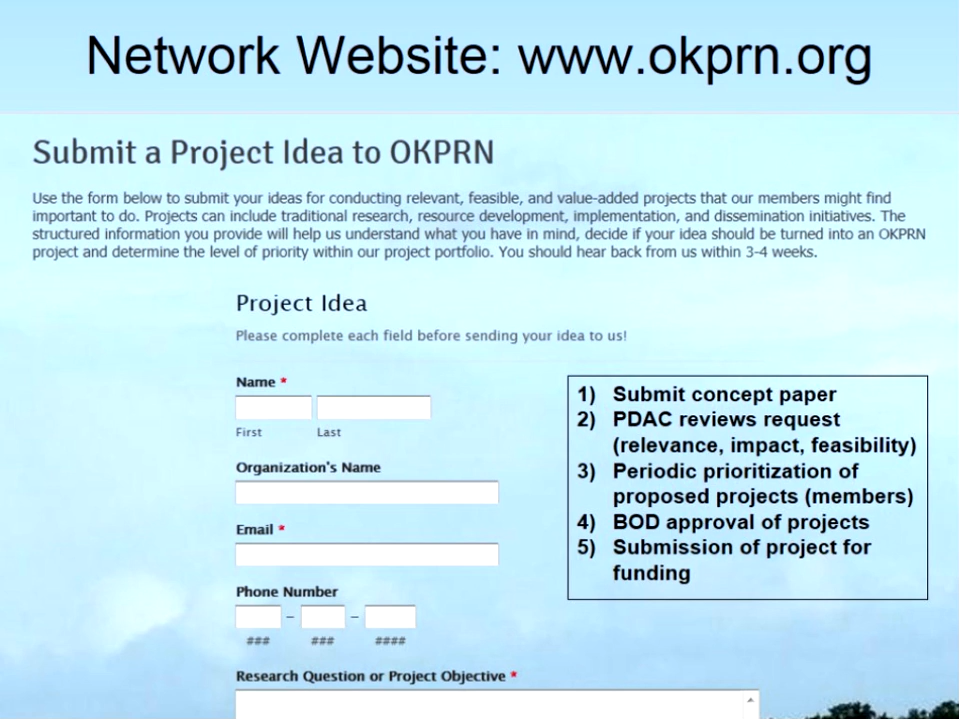 Network Website: www.okprn.org
Submit a Project Idea to OKPRN
Use the form below to submit your ideas for conducting relevant, feasible, and value-added projects that our members might find
important to do. Projects can include traditional research, resource development, implementation, and dissemination initiatives. The
structured information you provide will help us understand what you have in mind, decide if your idea should be turned into an OKPRN
project and determine the level of priority within our project portfolio. You should hear back from us within 3-4 weeks.
Project Idea
Please complete each field before sending your idea to us!
Name *
First Last
Organization's Name
Email *
Phone Number
– –
### ### ####
Research Question or Project Objective *
1) Submit concept paper
2) PDAC reviews request
(relevance, impact, feasibility)
3) Periodic prioritization of
proposed projects (members)
4) BOD approval of projects
5) Submission of project for
funding